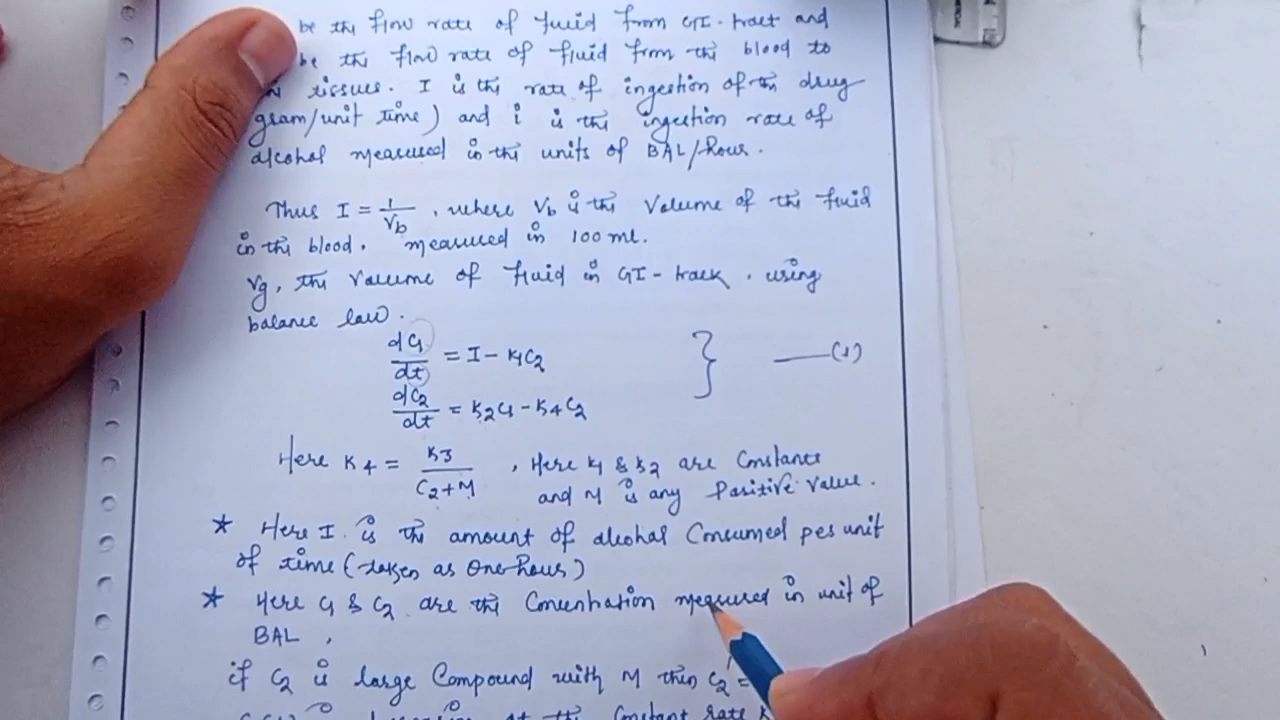 be the flow rate of fluid from GI-tract and
be the flow rate of fluid from the blood to
tissues. I is the rate of ingestion of the drug
gram/unit time) and i is the ingestion rate of
alcohol measured in the units of BAL/Hour.
Thus I = 1/Vb, where Vb is the Volume of the fluid
in the blood. measured in 100 ml.
Vg, the Volume of fluid in GI-track, using
balance law.
dC1/dt = I - K1C2
} ——(1)
dC2/dt = K2C1 - K4C2
Here K4 = K3/(C2+M), Here K1 & K2 are Constants
and M is any Positive Value.
* Here I is the amount of alcohol Consumed per unit
of time (taken as One-Hour)
* Here C1 & C2 are the Concentration measured in unit of
BAL,
if C2 is large Compound with M then C2' =
at the Constant rate K